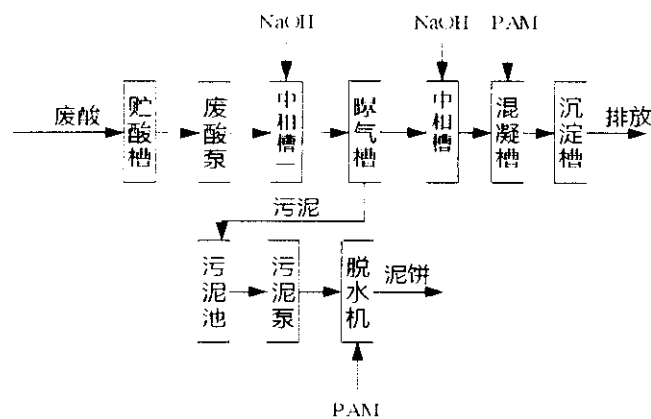 NaOH
NaOH
PAM
废酸
贮酸槽
废酸泵
中和槽一
曝气槽
中和槽
混凝槽
沉淀槽
排放
污泥
污泥池
污泥泵
脱水机
泥饼
PAM